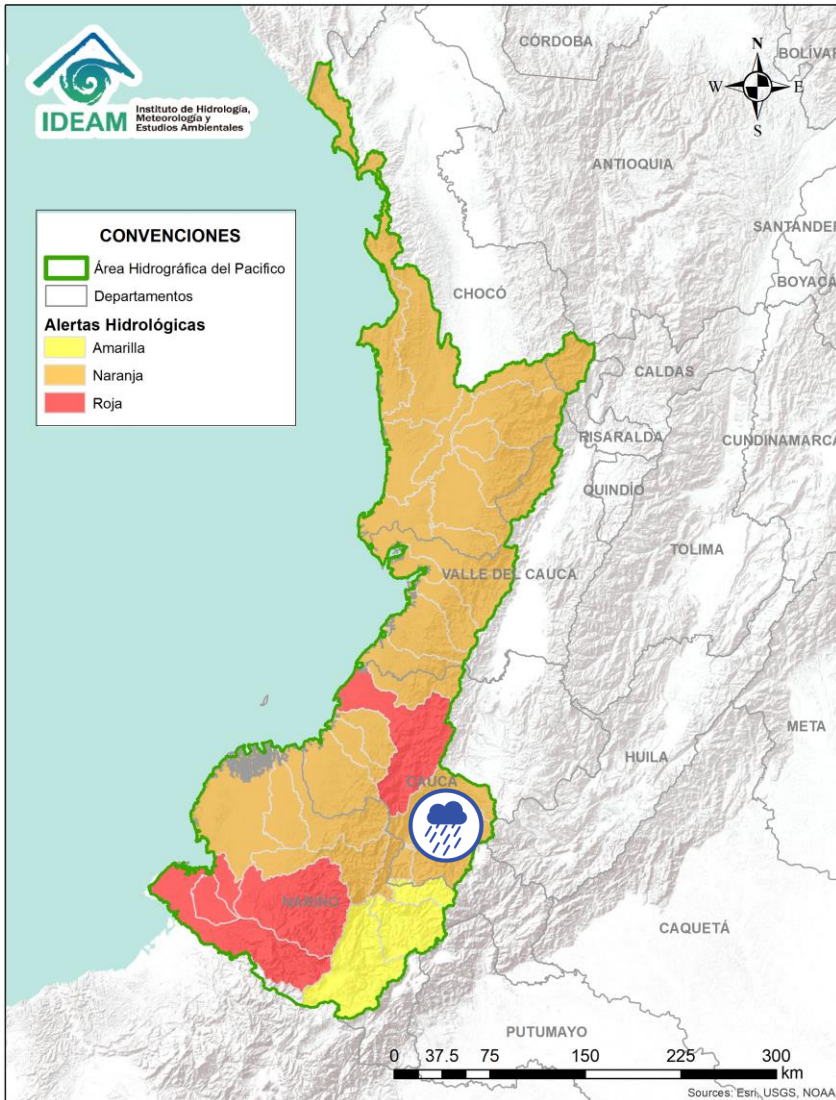 CÓRDOBA
BOLÍVAR
IDEAM
Instituto de Hidrología,
Meteorología y
Estudios Ambientales
N
W
E
S
ANTIOQUIA
SANTANDER
BOYACÁ
CONVENCIONES
Área Hidrográfica del Pacifico
Departamentos
Alertas Hidrológicas
Amarilla
Naranja
Roja
CHOCÓ
CALDAS
RISARALDA
CUNDINAMARCA
QUINDÍO
TOLIMA
VALLE DEL CAUCA
META
HUILA
CAUCA
NARIÑO
CAQUETÁ
PUTUMAYO
0 37.5 75 150 225 300
km
Sources: Esri, USGS, NOAA